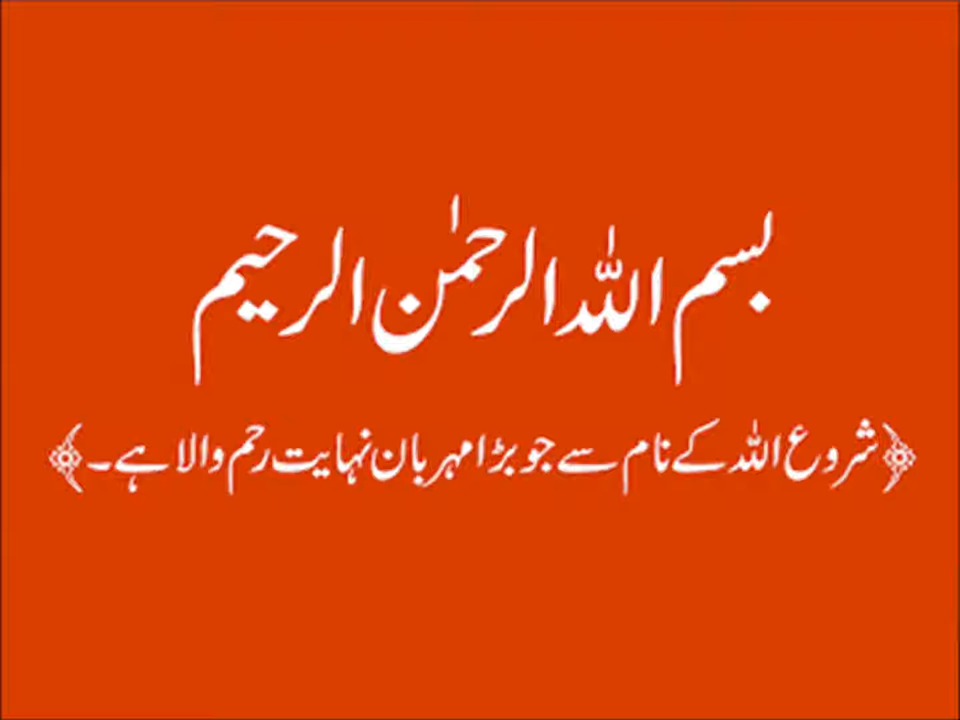 بسم اللہ الرحمٰن الرحیم
﴿شروع اللہ کے نام سے جو بڑا مہربان نہایت رحم والا ہے۔﴾